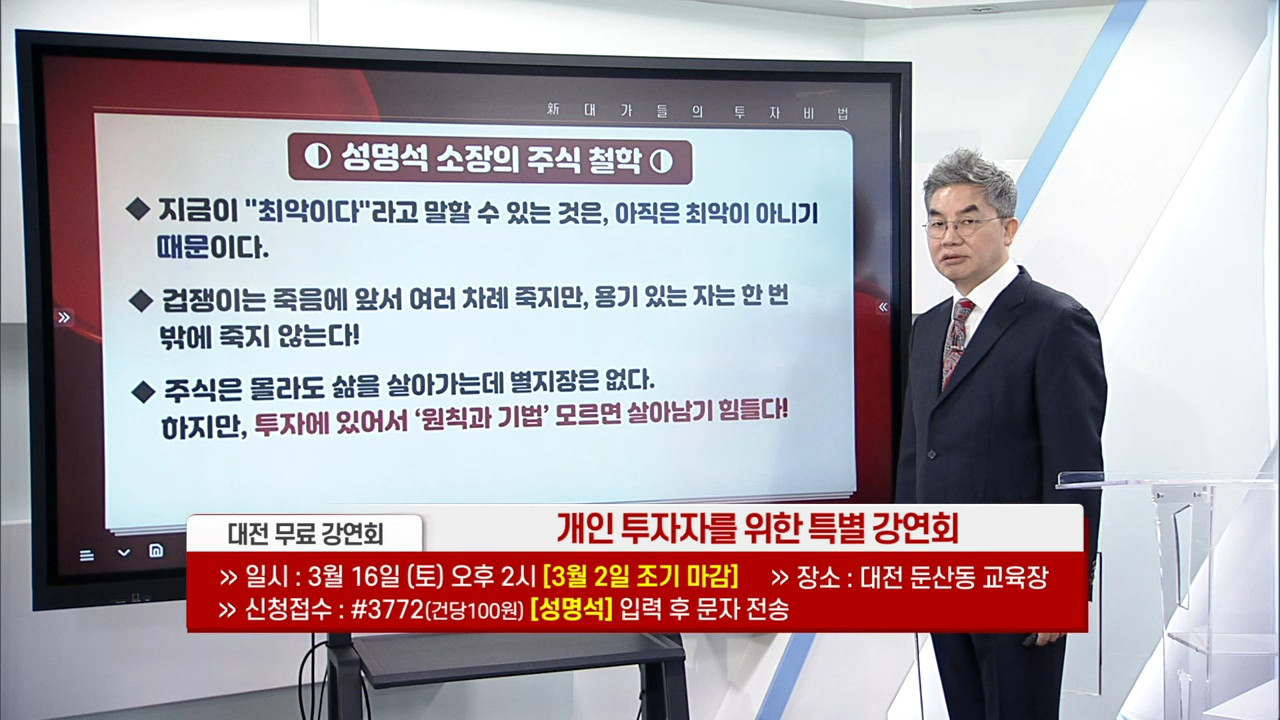 新 대 가 들 의 투 자 비 법
성명석 소장의 주식 철학
◆ 지금이 "최악이다"라고 말할 수 있는 것은, 아직은 최악이 아니기
때문이다.
◆ 겁쟁이는 죽음에 앞서 여러 차례 죽지만, 용기 있는 자는 한 번
밖에 죽지 않는다!
◆ 주식은 몰라도 삶을 살아가는데 별지장은 없다.
하지만, 투자에 있어서 ‘원칙과 기법’ 모르면 살아남기 힘들다!
대전 무료 강연회
개인 투자자를 위한 특별 강연회
» 일시 : 3월 16일 (토) 오후 2시 [3월 2일 조기 마감] » 장소 : 대전 둔산동 교육장
» 신청접수 : #3772(건당100원) [성명석] 입력 후 문자 전송